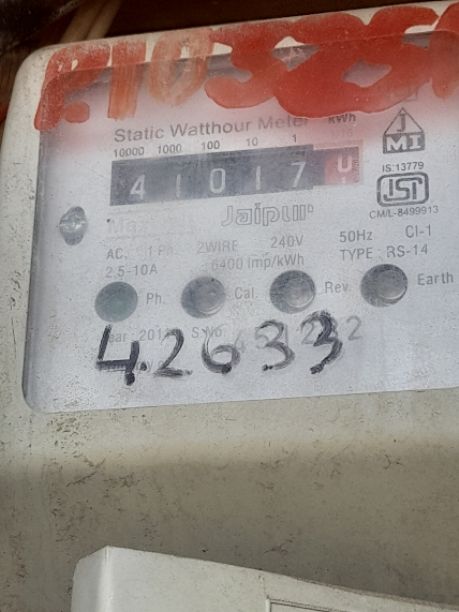 Static Watthour Meter kWh
10000 1000 100 10 1
4 1 0 1 7 0
MI
IS:13779
ISI
CM/L-8499913
Jaipur
AC. 1 Ph. 2WIRE 240V 50Hz Cl-1
2.5-10A 6400 Imp/kWh TYPE: RS-14
Ph. Cal. Rev. Earth
S.No.
42633